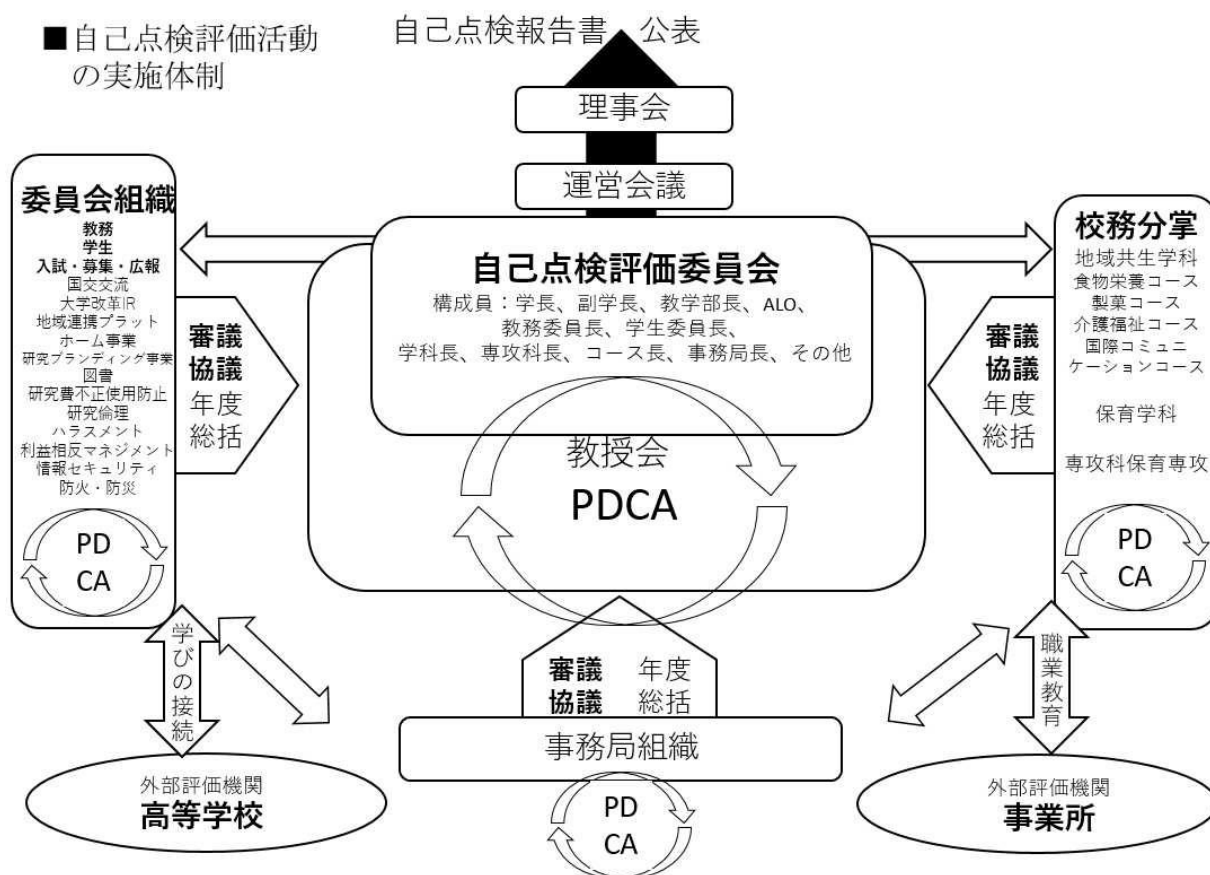 ■自己点検評価活動
の実施体制
自己点検報告書 公表
理事会
運営会議
委員会組織
教務
学生
入試・募集・広報
国交交流
大学改革IR
地域連携プラット
ホーム事業
研究ブランディング事業
図書
研究費不正使用防止
研究倫理
ハラスメント
利益相反マネジメント
情報セキュリティ
防火・防災
PD
CA
審議
協議
年度
総括
自己点検評価委員会
構成員：学長、副学長、教学部長、ALO、
教務委員長、学生委員長、
学科長、専攻科長、コース長、事務局長、その他
教授会
PDCA
審議
協議
年度
総括
校務分掌
地域共生学科
食物栄養コース
製菓コース
介護福祉コース
国際コミュニ
ケーションコース
保育学科
専攻科保育専攻
PD
CA
学びの接続
審議 年度
協議 総括
事務局組織
PD
CA
職業教育
外部評価機関
高等学校
外部評価機関
事業所